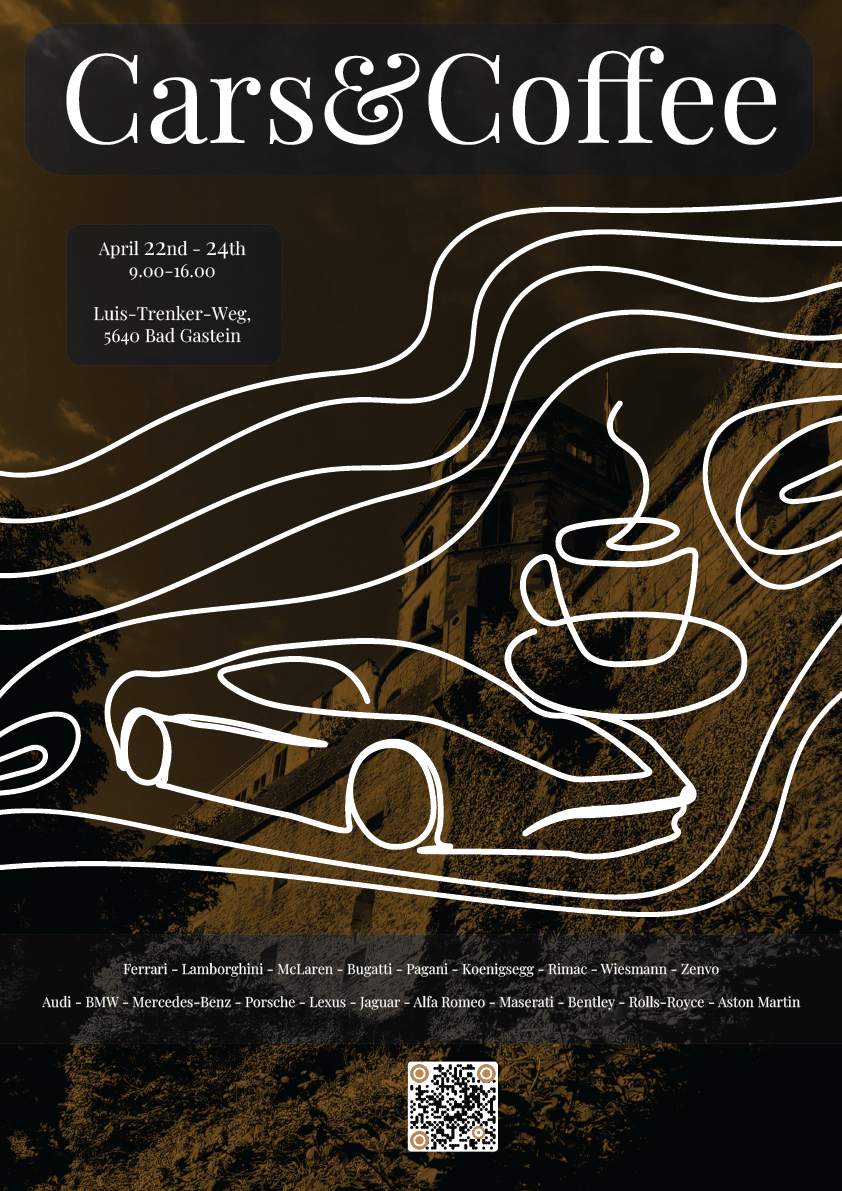 Cars&Coffee
April 22nd - 24th
9.00-16.00
Luis-Trenker-Weg,
5640 Bad Gastein
Ferrari - Lamborghini - McLaren - Bugatti - Pagani - Koenigsegg - Rimac - Wiesmann - Zenvo
Audi - BMW - Mercedes-Benz - Porsche - Lexus - Jaguar - Alfa Romeo - Maserati - Bentley - Rolls-Royce - Aston Martin